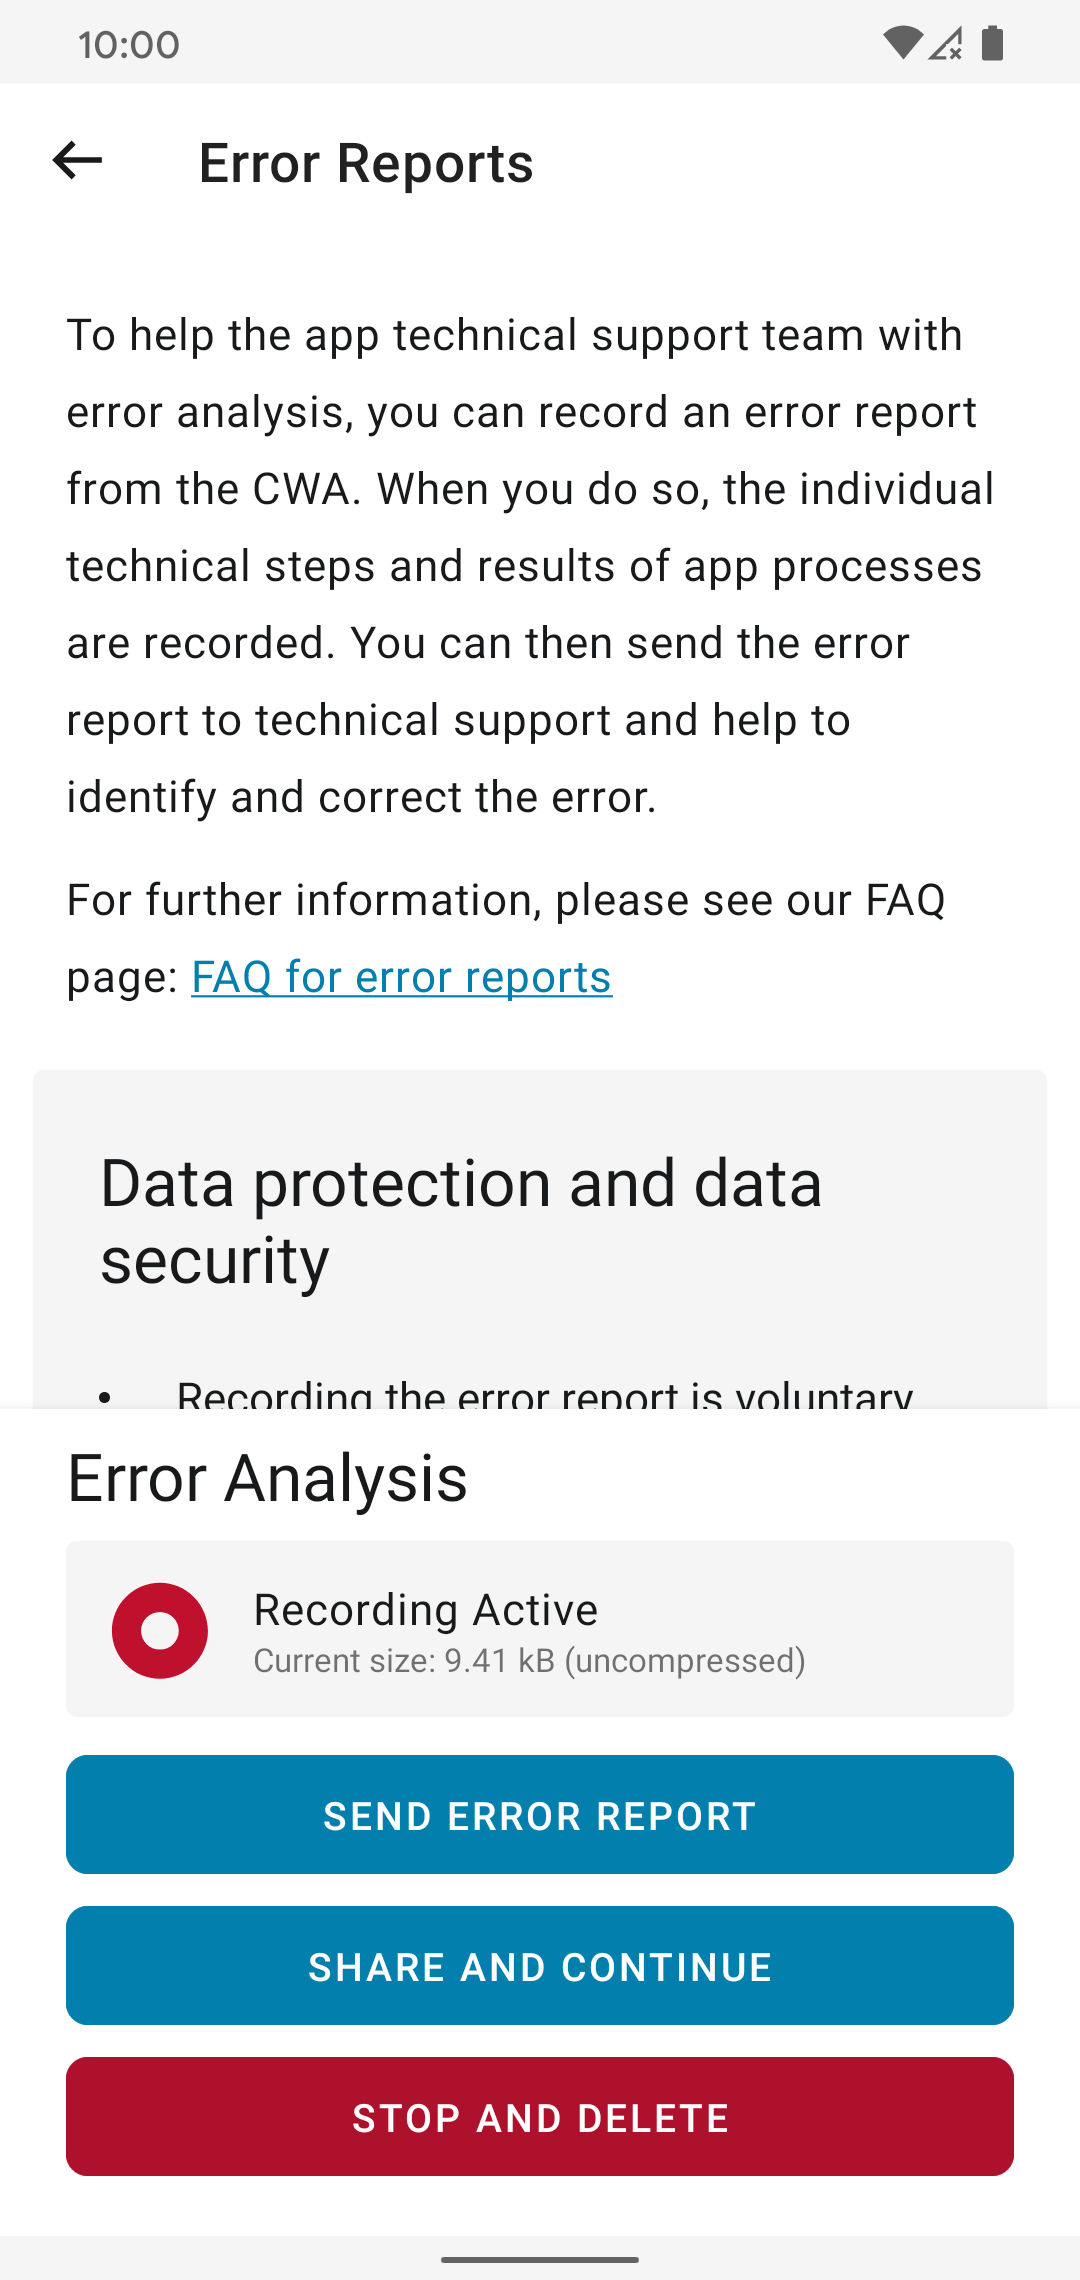 10:00
Error Reports
To help the app technical support team with
error analysis, you can record an error report
from the CWA. When you do so, the individual
technical steps and results of app processes
are recorded. You can then send the error
report to technical support and help to
identify and correct the error.
For further information, please see our FAQ
page: FAQ for error reports
Data protection and data
security
• Recording the error report is voluntary
Error Analysis
Recording Active
Current size: 9.41 kB (uncompressed)
SEND ERROR REPORT
SHARE AND CONTINUE
STOP AND DELETE